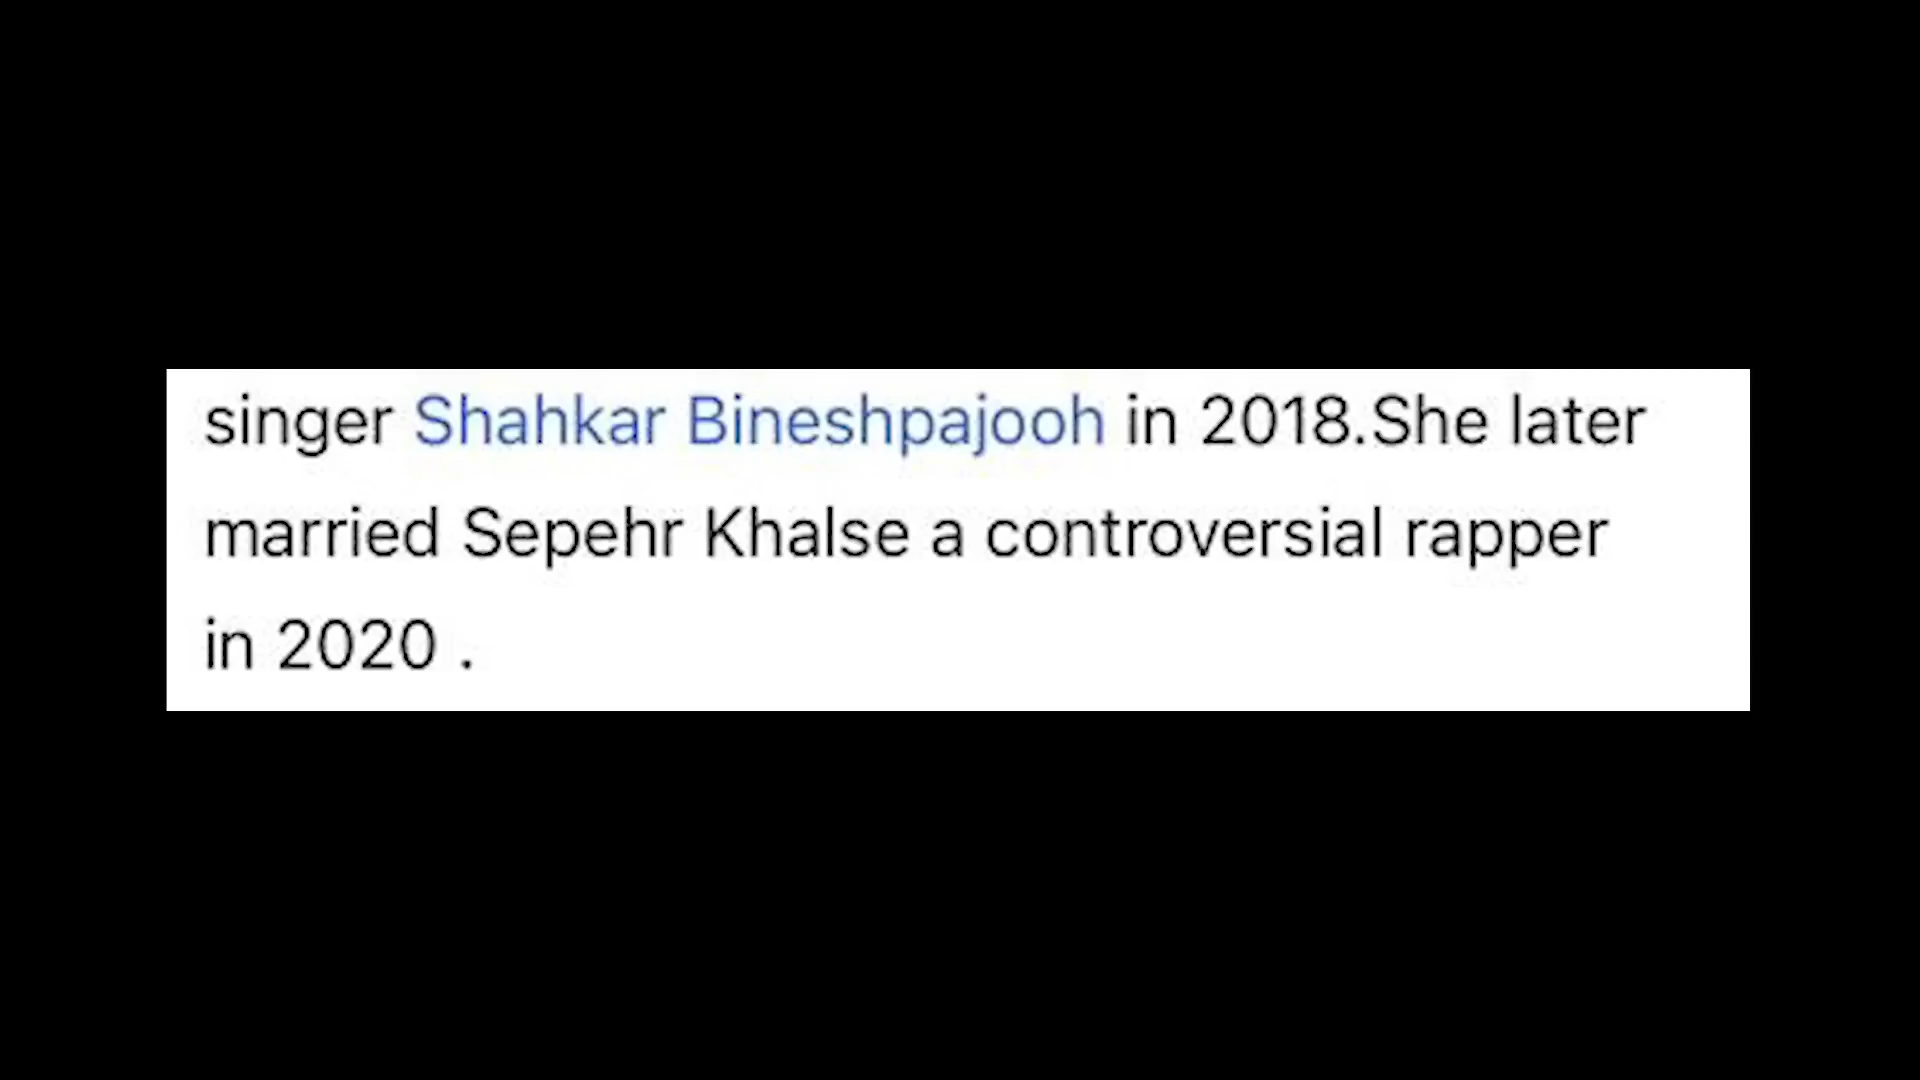 singer Shahkar Bineshpajooh in 2018.She later
married Sepehr Khalse a controversial rapper
in 2020 .